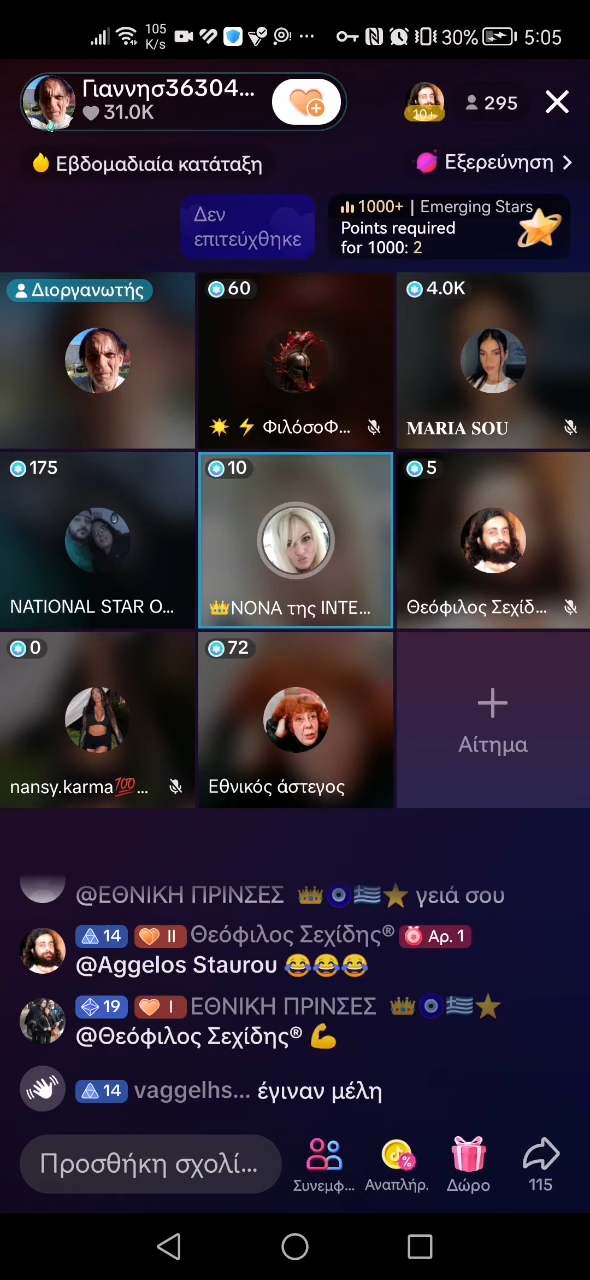 105 K/s 30% 5:05
Γιαννησ36304...
31.0K
10+
295
Εβδομαδιαία κατάταξη
Εξερεύνηση
Δεν
επιτεύχθηκε
1000+ | Emerging Stars
Points required
for 1000: 2
Διοργανωτής
60
ΦιλόσοΦ...
4.0K
MARIA SOU
175
NATIONAL STAR O...
10
👑NONA της INTE...
5
Θεόφιλος Σεχίδ...
0
nansy.karma💯...
72
Εθνικός άστεγος
Αίτημα
@ΕΘΝΙΚΗ ΠΡΙΝΣΕΣ 👑🧿🇬🇷⭐ γειά σου
14 II Θεόφιλος Σεχίδης® Αρ. 1
@Aggelos Staurou 😂😂😂
19 I ΕΘΝΙΚΗ ΠΡΙΝΣΕΣ 👑🧿🇬🇷⭐
@Θεόφιλος Σεχίδης® 💪
14 vaggelhs... έγιναν μέλη
Προσθήκη σχολί...
Συνεμφ...
Αναπλήρ.
Δώρο
115